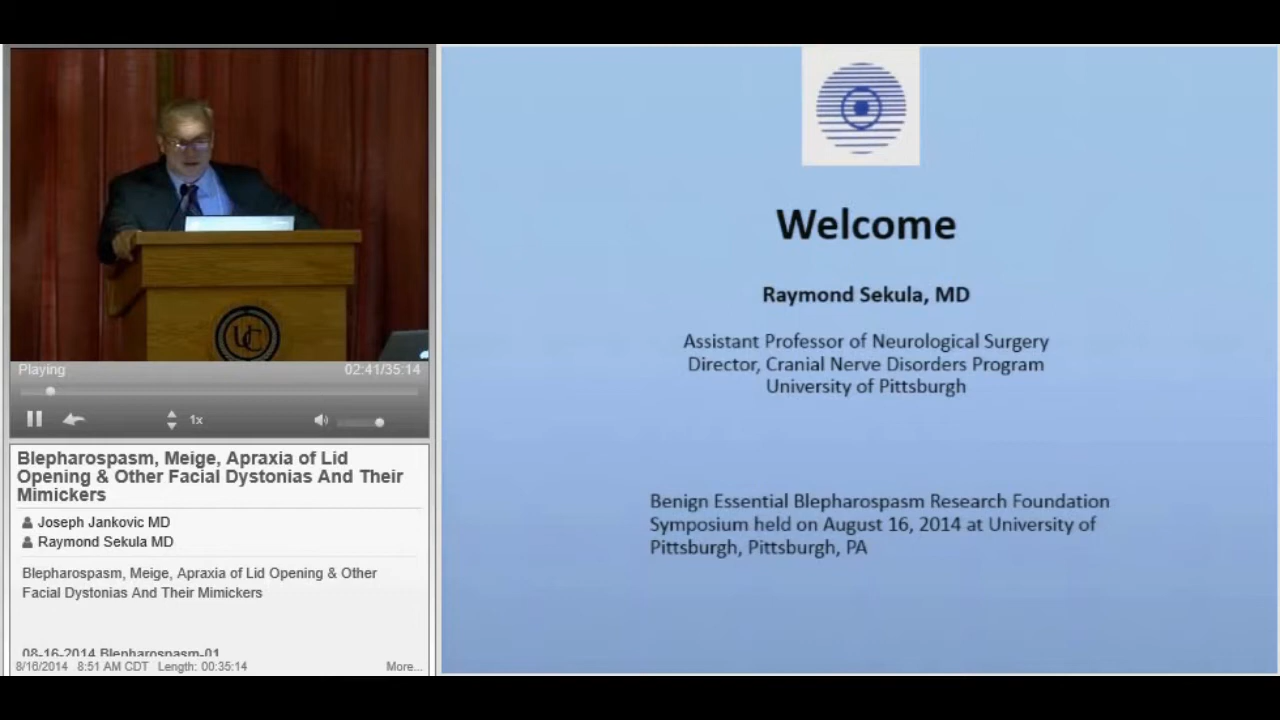 UC
Playing
02:41/35:14
1x
Blepharospasm, Meige, Apraxia of Lid
Opening & Other Facial Dystonias And Their
Mimickers
Joseph Jankovic MD
Raymond Sekula MD
Blepharospasm, Meige, Apraxia of Lid Opening & Other
Facial Dystonias And Their Mimickers
08-16-2014 Blepharospasm-01
8/16/2014 8:51 AM CDT Length: 00:35:14
More...
Welcome
Raymond Sekula, MD
Assistant Professor of Neurological Surgery
Director, Cranial Nerve Disorders Program
University of Pittsburgh
Benign Essential Blepharospasm Research Foundation
Symposium held on August 16, 2014 at University of
Pittsburgh, Pittsburgh, PA